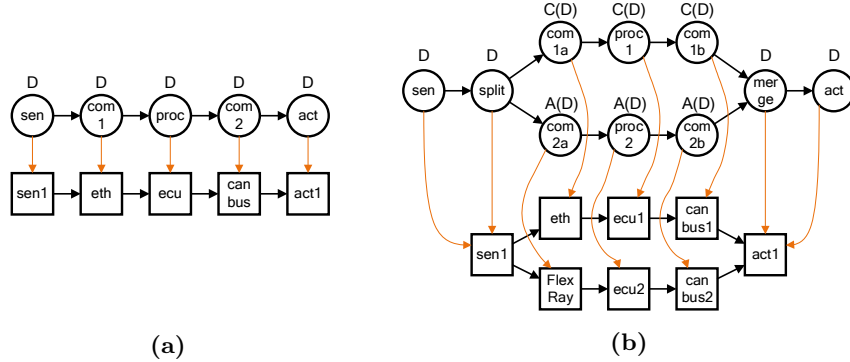 D D D D D
sen com proc com act
1 2
sen1 eth ecu can act1
bus
(a)
C(D) C(D) C(D)
com proc com
1a 1 1b
D D D D
sen split mer act
ge
A(D) A(D) A(D)
com proc com
2a 2 2b
eth ecu1 can
bus1
sen1 act1
Flex ecu2 can
Ray bus2
(b)